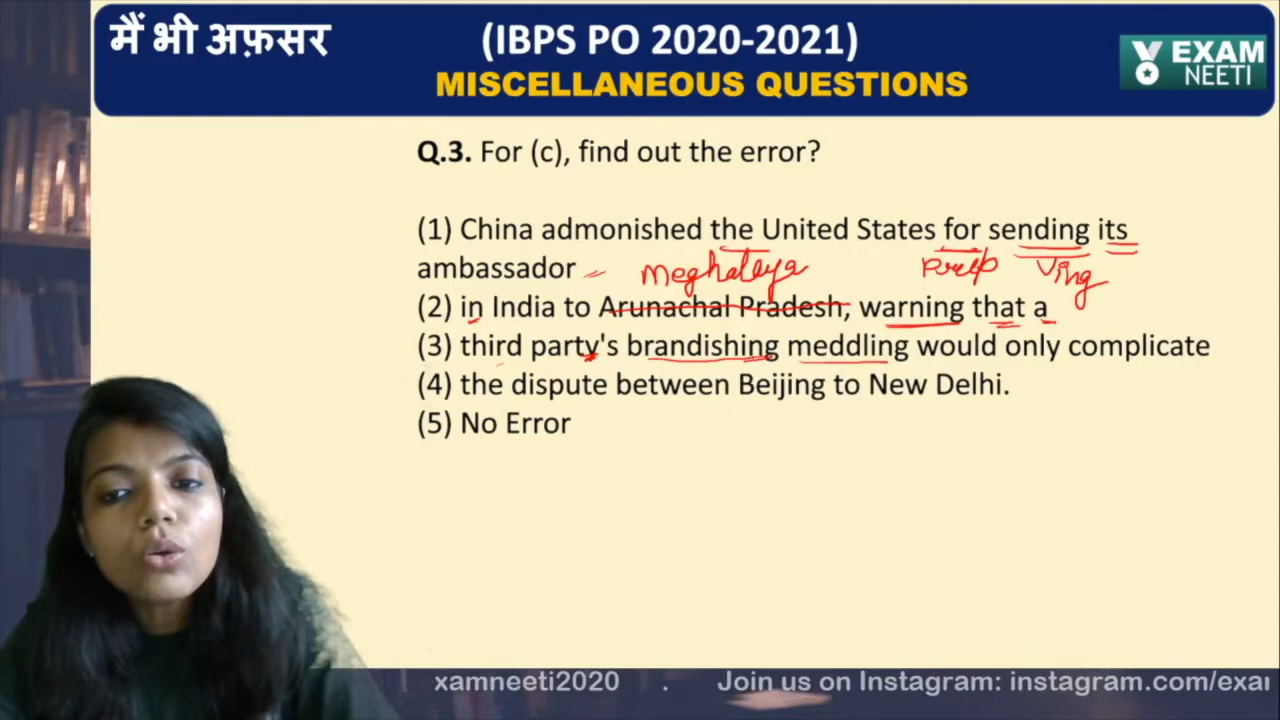 मैं भी अफ़सर
(IBPS PO 2020-2021)
MISCELLANEOUS QUESTIONS
EXAM
NEETI
Q.3. For (c), find out the error?
(1) China admonished the United States for sending its
ambassador
Meghalaya
Prep
Ving
(2) in India to Arunachal Pradesh, warning that a
(3) third party's brandishing meddling would only complicate
(4) the dispute between Beijing to New Delhi.
(5) No Error
xamneeti2020 . Join us on Instagram: instagram.com/exa